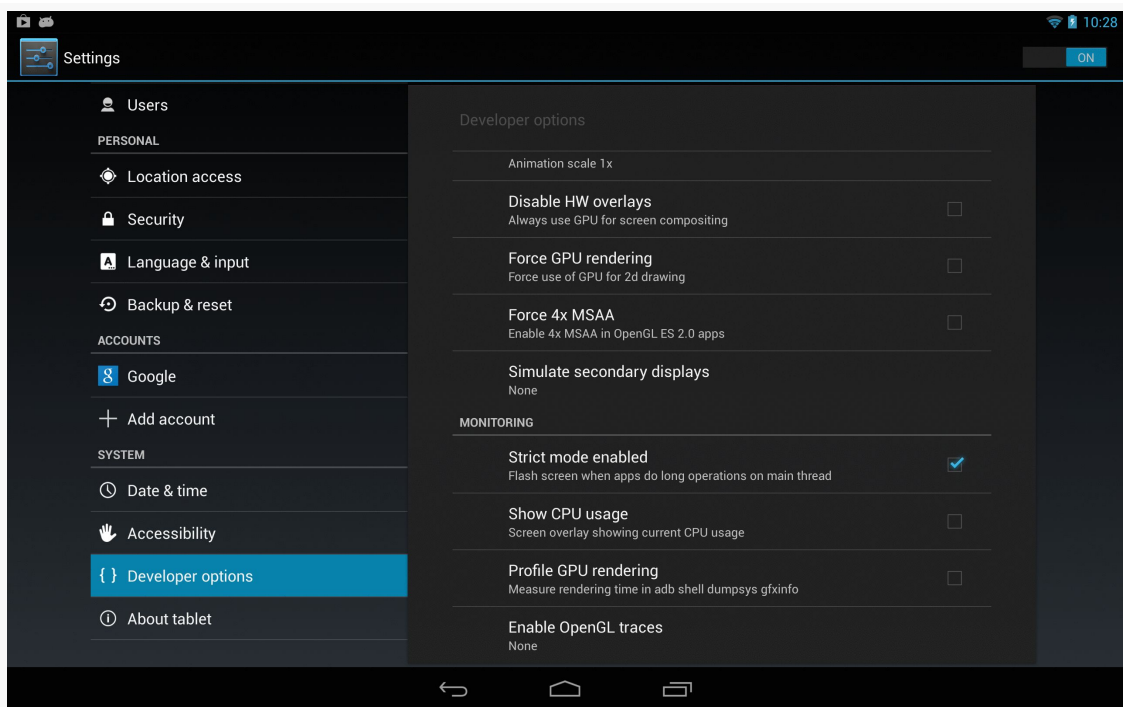 10:28
Settings
ON
Users
PERSONAL
Location access
Security
Language & input
Backup & reset
ACCOUNTS
Google
Add account
SYSTEM
Date & time
Accessibility
{ } Developer options
About tablet
Developer options
Animation scale 1x
Disable HW overlays
Always use GPU for screen compositing
Force GPU rendering
Force use of GPU for 2d drawing
Force 4x MSAA
Enable 4x MSAA in OpenGL ES 2.0 apps
Simulate secondary displays
None
MONITORING
Strict mode enabled
Flash screen when apps do long operations on main thread
Show CPU usage
Screen overlay showing current CPU usage
Profile GPU rendering
Measure rendering time in adb shell dumpsys gfxinfo
Enable OpenGL traces
None